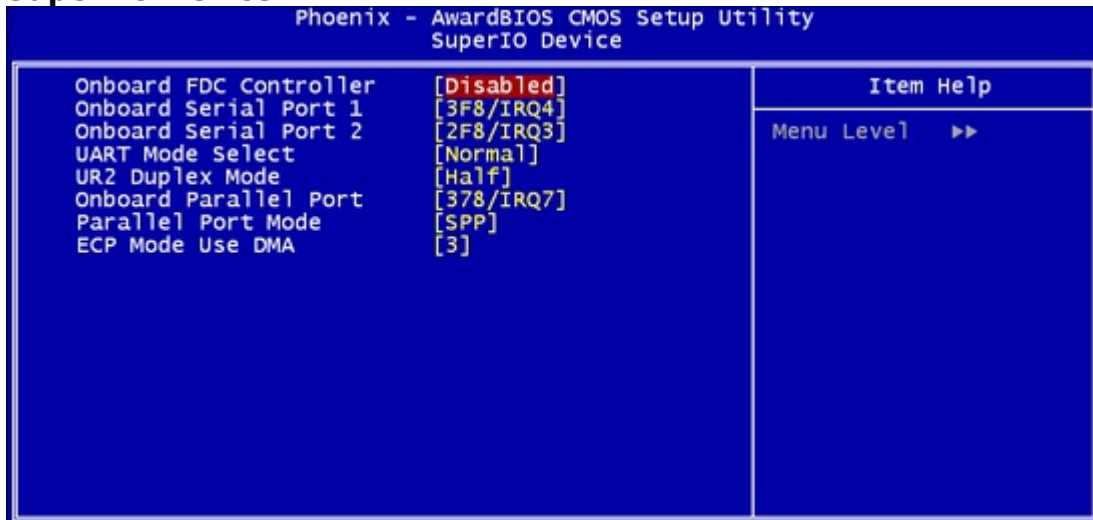 Phoenix - AwardBIOS CMOS Setup Utility
SuperIO Device
Onboard FDC Controller [Disabled]
Onboard Serial Port 1 [3F8/IRQ4]
Onboard Serial Port 2 [2F8/IRQ3]
UART Mode Select [Normal]
UR2 Duplex Mode [Half]
Onboard Parallel Port [378/IRQ7]
Parallel Port Mode [SPP]
ECP Mode Use DMA [3]
Item Help
Menu Level ▶▶